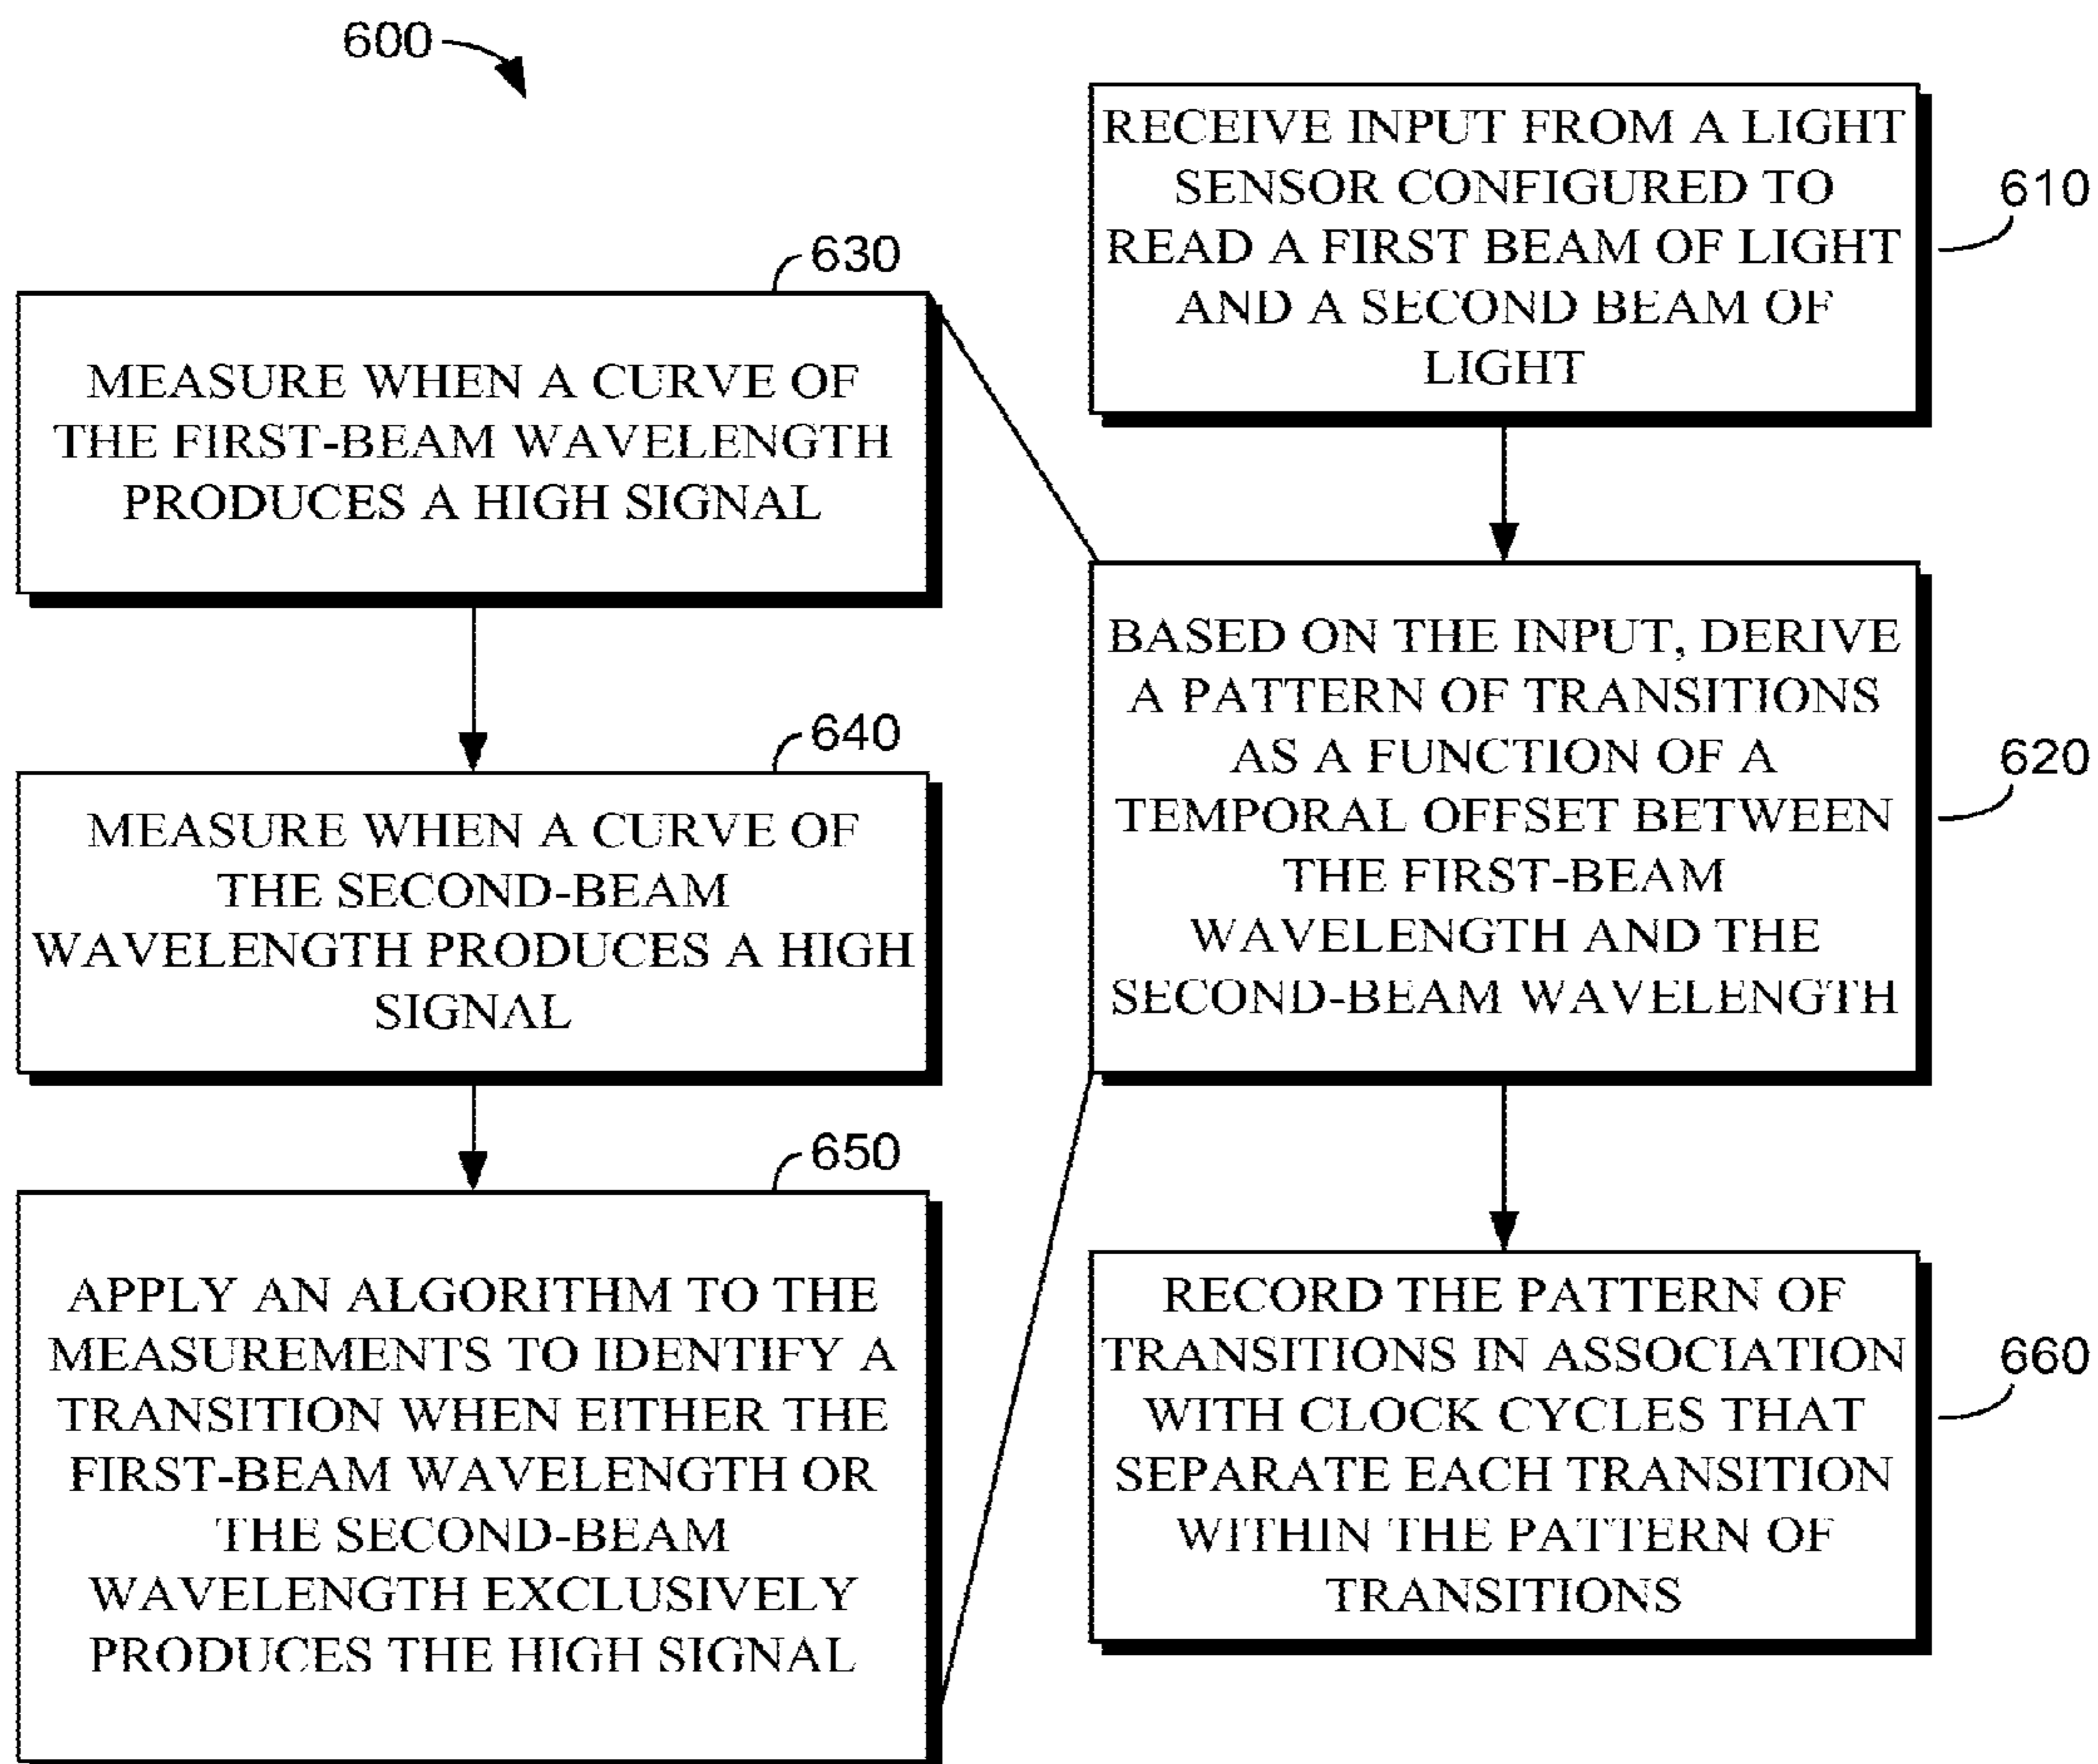 600
RECEIVE INPUT FROM A LIGHT
SENSOR CONFIGURED TO
READ A FIRST BEAM OF LIGHT
AND A SECOND BEAM OF
LIGHT
610
BASED ON THE INPUT, DERIVE
A PATTERN OF TRANSITIONS
AS A FUNCTION OF A
TEMPORAL OFFSET BETWEEN
THE FIRST-BEAM
WAVELENGTH AND THE
SECOND-BEAM WAVELENGTH
620
630
MEASURE WHEN A CURVE OF
THE FIRST-BEAM WAVELENGTH
PRODUCES A HIGH SIGNAL
640
MEASURE WHEN A CURVE OF
THE SECOND-BEAM
WAVELENGTH PRODUCES A HIGH
SIGNAL
650
APPLY AN ALGORITHM TO THE
MEASUREMENTS TO IDENTIFY A
TRANSITION WHEN EITHER THE
FIRST-BEAM WAVELENGTH OR
THE SECOND-BEAM
WAVELENGTH EXCLUSIVELY
PRODUCES THE HIGH SIGNAL
RECORD THE PATTERN OF
TRANSITIONS IN ASSOCIATION
WITH CLOCK CYCLES THAT
SEPARATE EACH TRANSITION
WITHIN THE PATTERN OF
TRANSITIONS
660